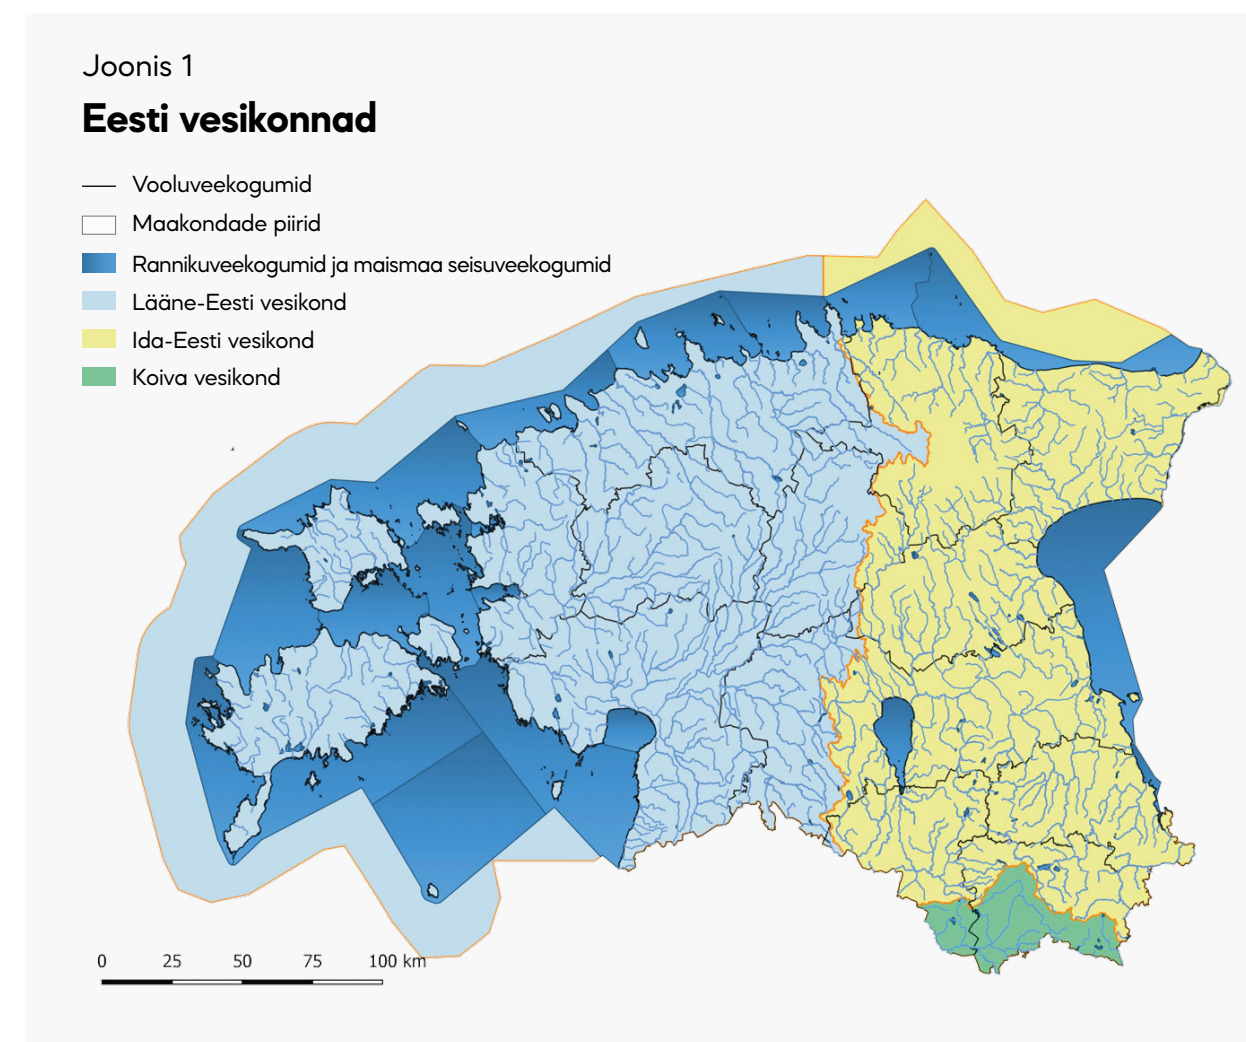 Joonis 1
Eesti vesikonnad
Vooluveekogumid
Maakondade piirid
Rannikuveekogumid ja maismaa seisuveekogumid
Lääne-Eesti vesikond
Ida-Eesti vesikond
Koiva vesikond
0 25 50 75 100 km